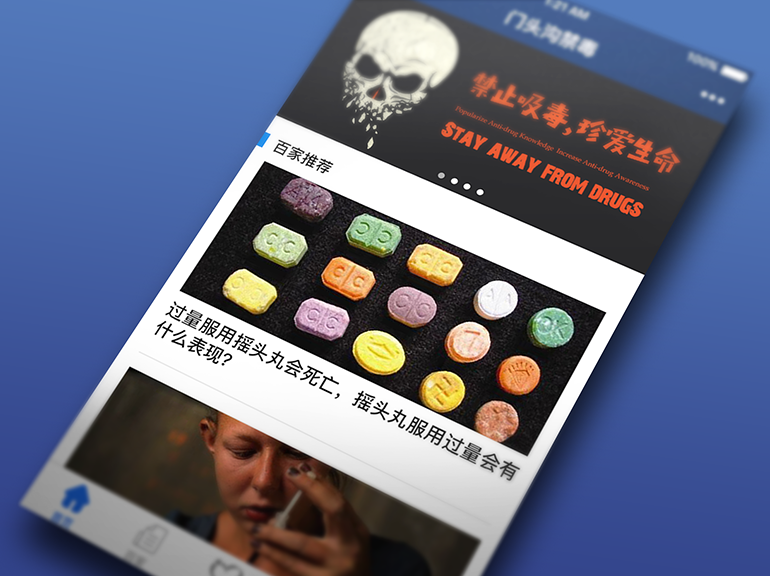 1:21 AM
100%
门头沟禁毒
禁止吸毒，珍爱生命
Popularize Anti-drug Knowledge Increase Anti-drug Awareness
STAY AWAY FROM DRUGS
百家推荐
过量服用摇头丸会死亡，摇头丸服用过量会有
什么表现？
首页